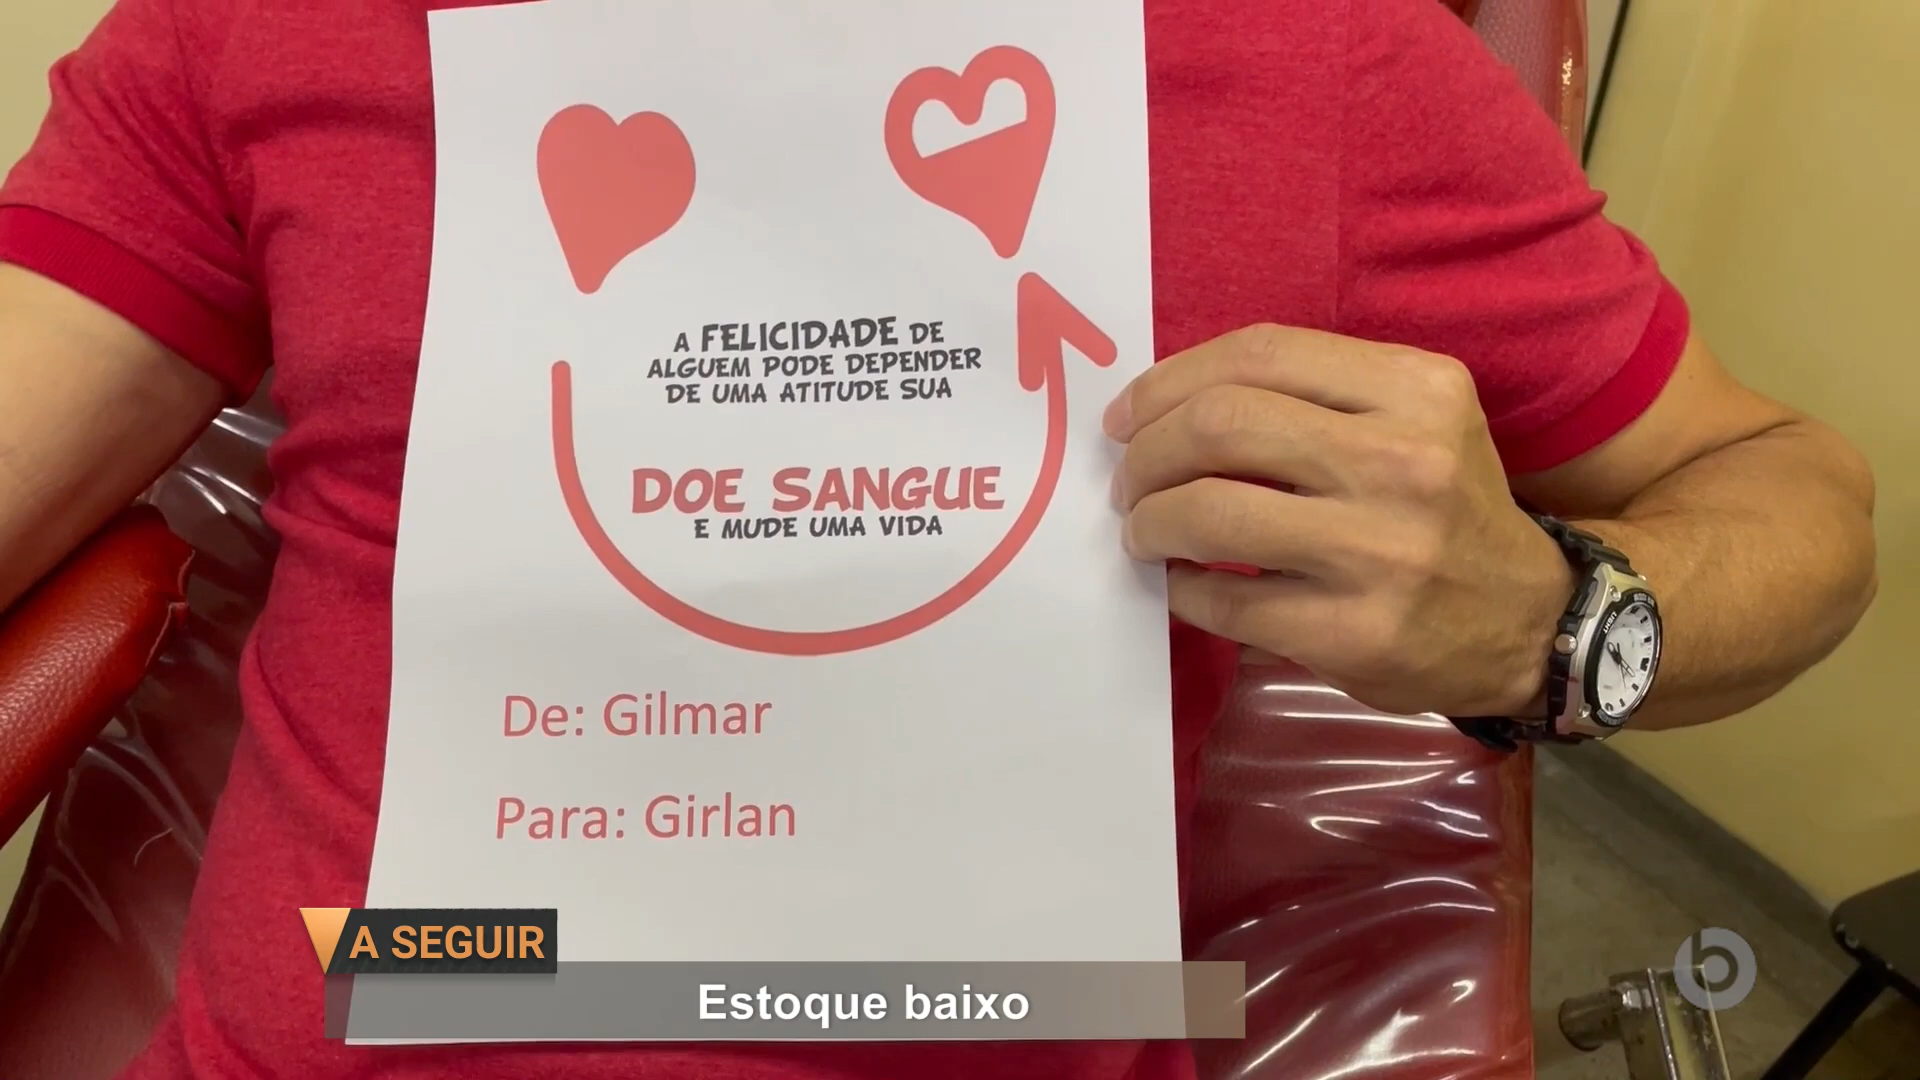 A FELICIDADE DE
ALGUEM PODE DEPENDER
DE UMA ATITUDE SUA
DOE SANGUE
E MUDE UMA VIDA
De: Gilmar
Para: Girlan
A SEGUIR
Estoque baixo
b